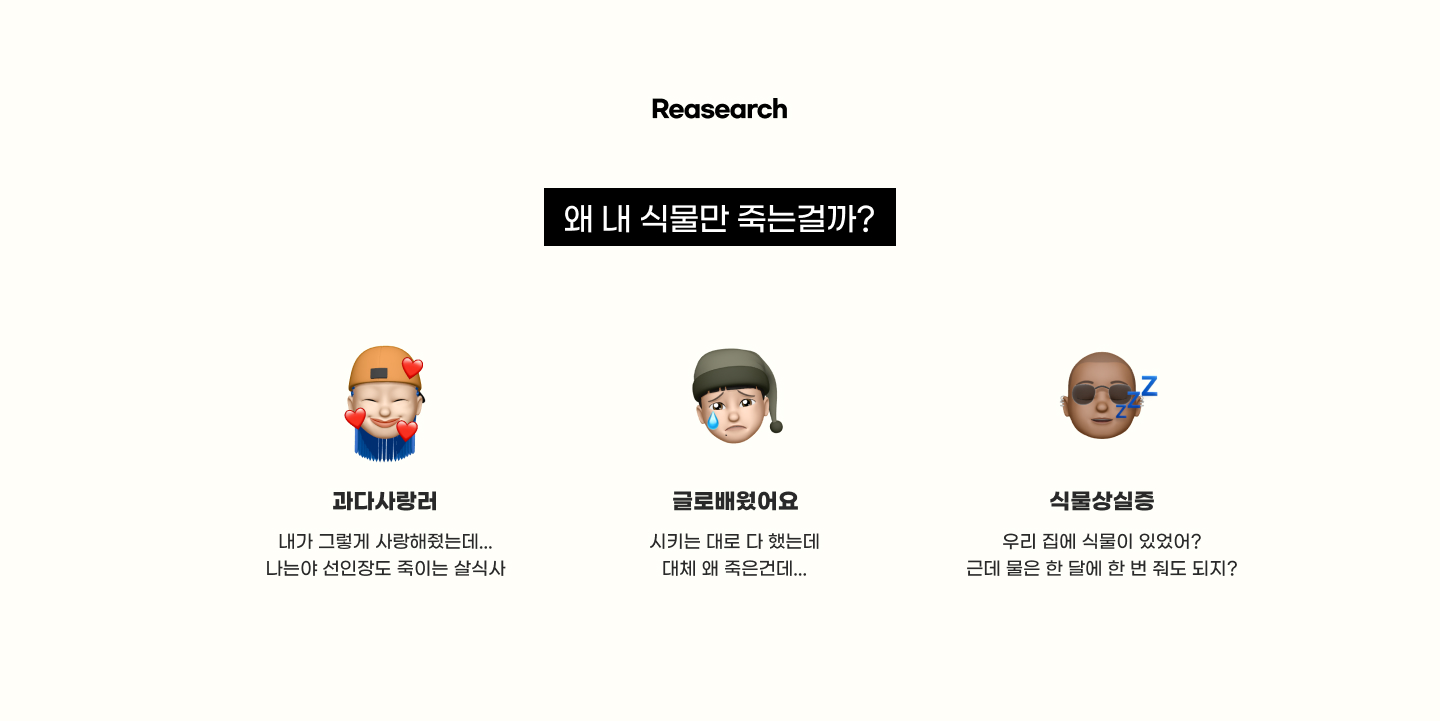 Reasearch
왜 내 식물만 죽는걸까?
과다사랑러
내가 그렇게 사랑해줬는데...
나는야 선인장도 죽이는 살식사
글로배웠어요
시키는 대로 다 했는데
대체 왜 죽은건데...
식물상실증
우리 집에 식물이 있었어?
근데 물은 한 달에 한 번 줘도 되지?